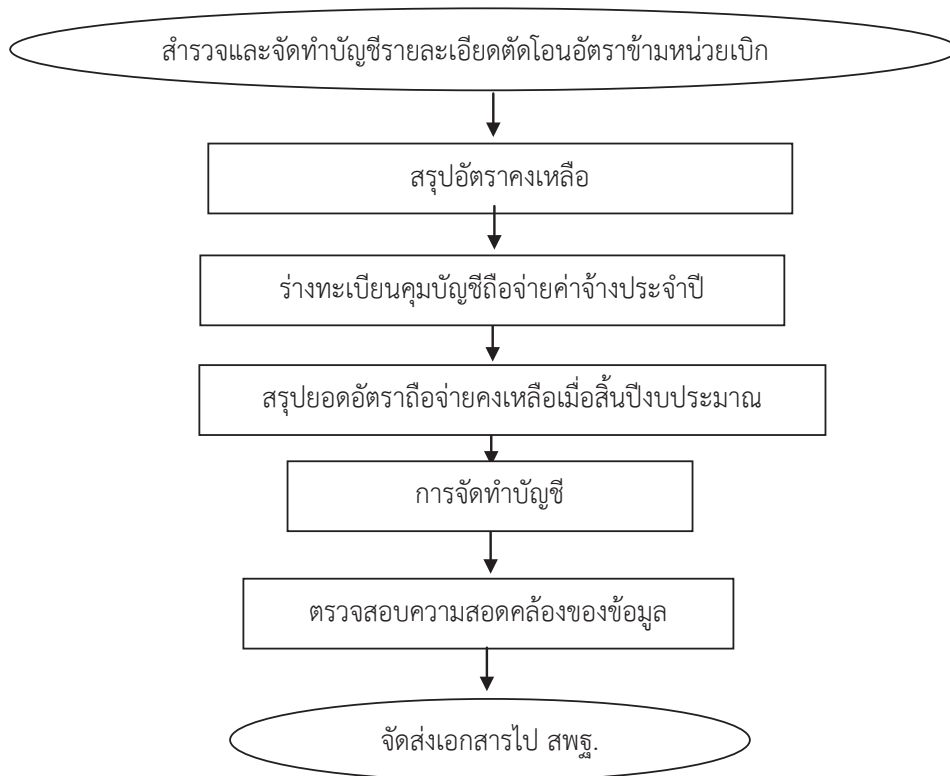 สำรวจและจัดทำบัญชีรายละเอียดตัดโอนอัตราข้ามหน่วยเบิก
สรุปอัตราคงเหลือ
ร่างทะเบียนคุมบัญชีถือจ่ายค่าจ้างประจำปี
สรุปยอดอัตราถือจ่ายคงเหลือเมื่อสิ้นปีงบประมาณ
การจัดทำบัญชี
ตรวจสอบความสอดคล้องของข้อมูล
จัดส่งเอกสารไป สพฐ.